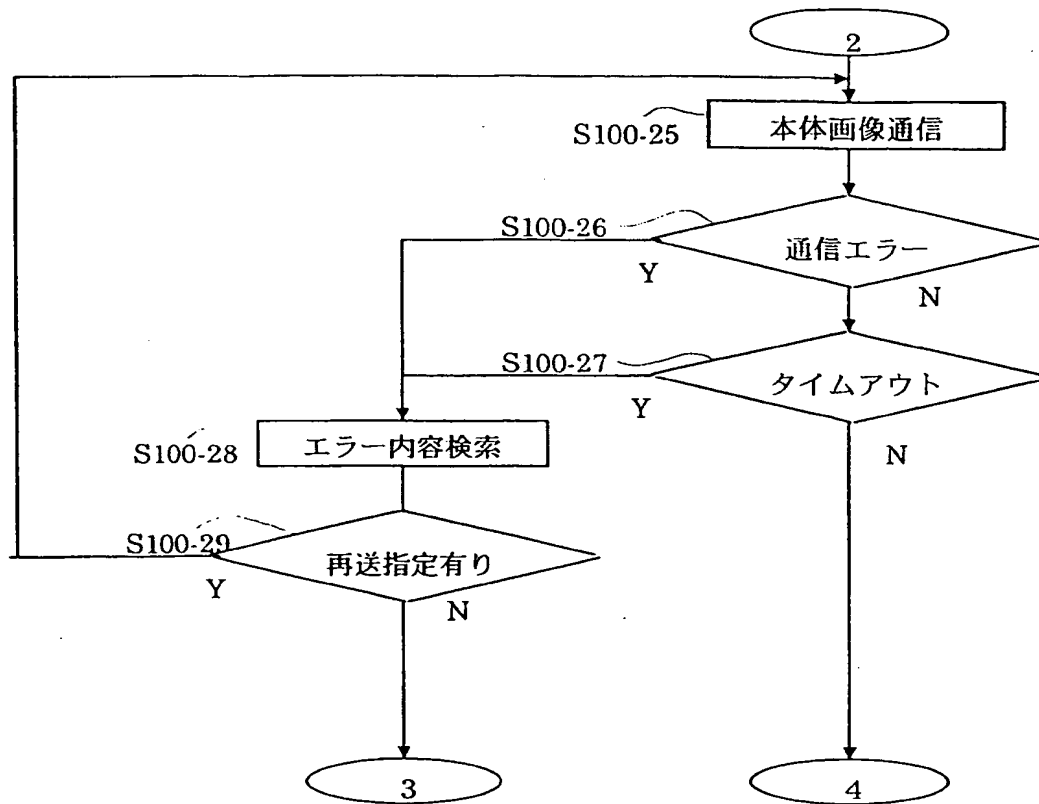 2
S100-25
本体画像通信
S100-26
通信エラー
Y
N
S100-27
タイムアウト
Y
N
S100-28
エラー内容検索
S100-29
再送指定有り
Y
N
3
4